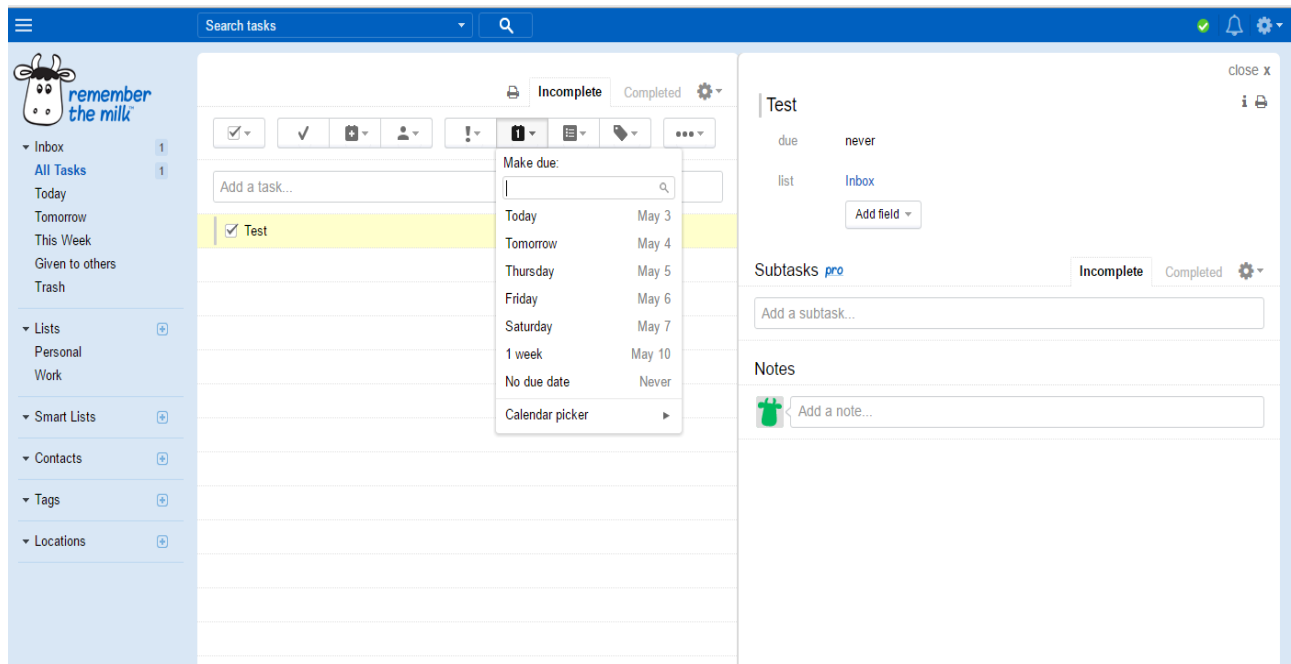 Search tasks
remember
the milk™
Inbox 1
All Tasks 1
Today
Tomorrow
This Week
Given to others
Trash
Lists
Personal
Work
Smart Lists
Contacts
Tags
Locations
Incomplete Completed
1
Make due:
Add a task...
Test
Today May 3
Tomorrow May 4
Thursday May 5
Friday May 6
Saturday May 7
1 week May 10
No due date Never
Calendar picker
close x
Test
due never
list Inbox
Add field
Subtasks pro
Incomplete Completed
Add a subtask...
Notes
Add a note...